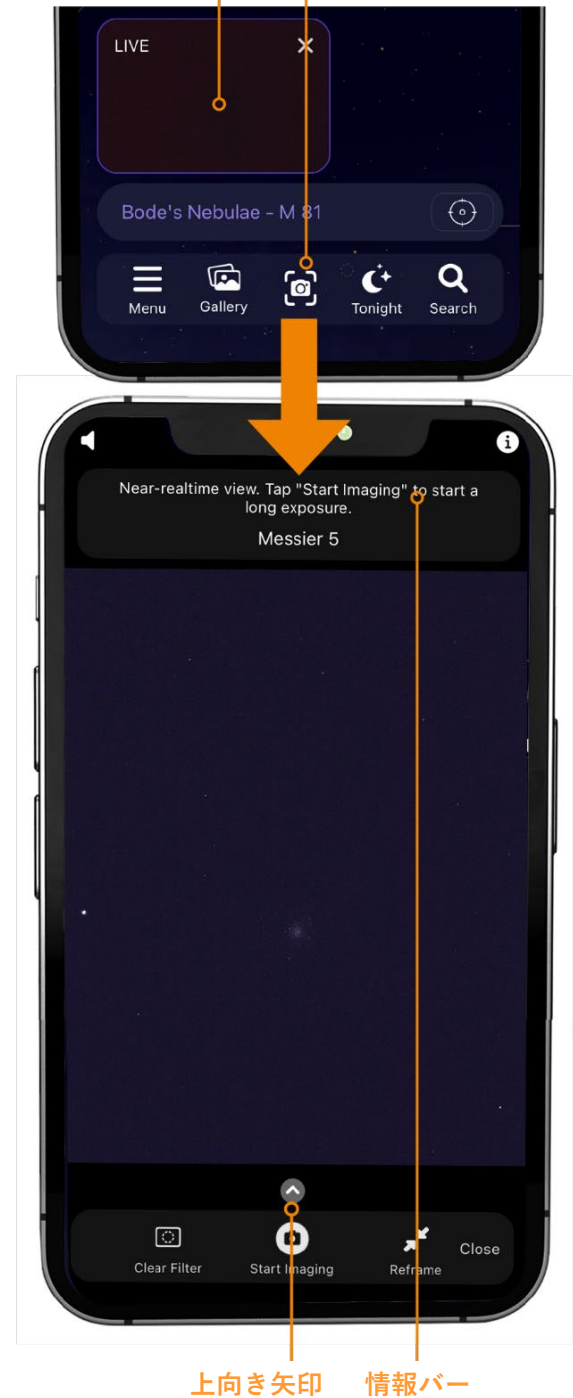 LIVE
Bode's Nebulae - M 81
Menu
Gallery
Tonight
Search
Near-realtime view. Tap "Start Imaging" to start a
long exposure.
Messier 5
Clear Filter
Start Imaging
Reframe
Close
上向き矢印
情報バー